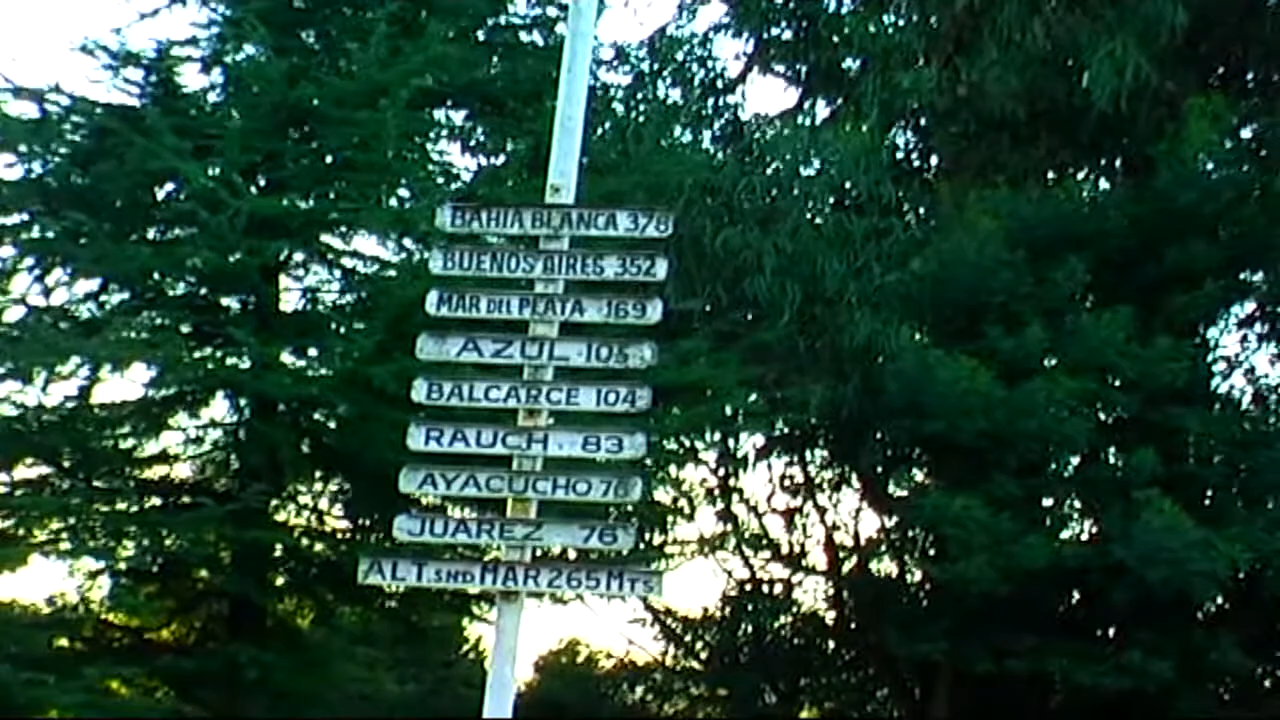 BAHIA BLANCA 378
BUENOS AIRES 352
MAR DEL PLATA 169
AZUL 105
BALCARCE 104
RAUCH 83
AYACUCHO 76
JUAREZ 76
ALT. SND MAR 265 MTS